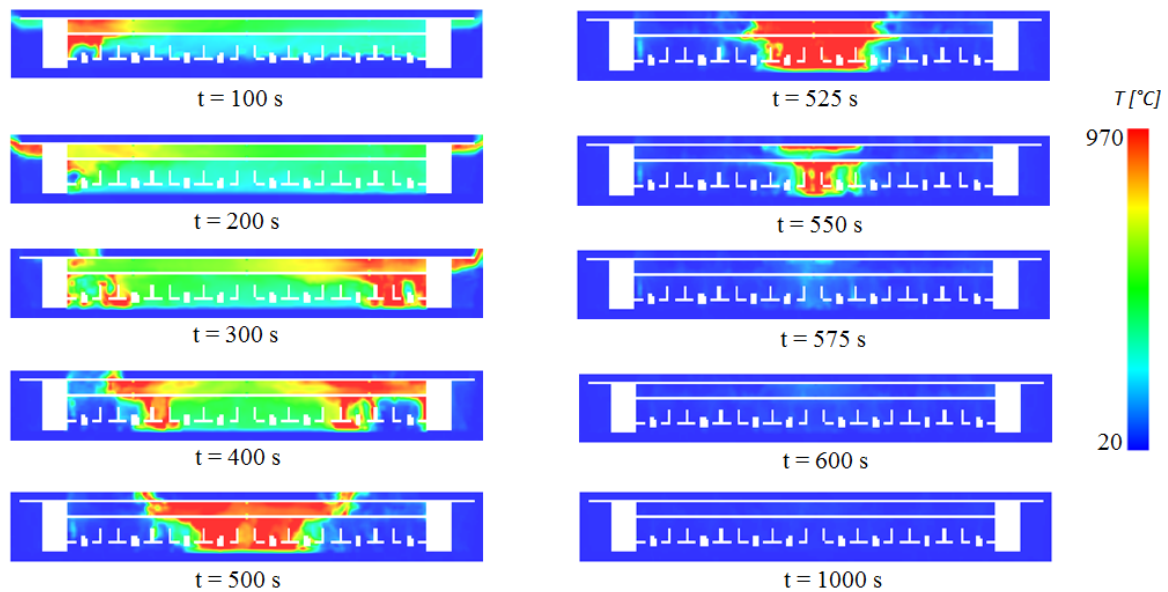 t = 100 s
t = 200 s
t = 300 s
t = 400 s
t = 500 s
t = 525 s
t = 550 s
t = 575 s
t = 600 s
t = 1000 s
T [°C]
970
20